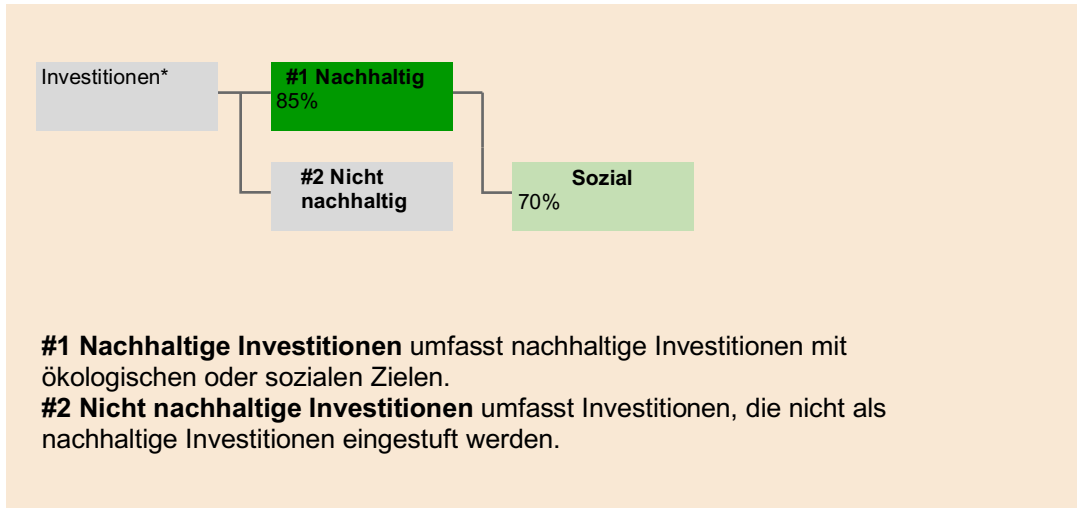 Investitionen*
#1 Nachhaltig
85%
#2 Nicht
nachhaltig
Sozial
70%
#1 Nachhaltige Investitionen umfasst nachhaltige Investitionen mit
ökologischen oder sozialen Zielen.
#2 Nicht nachhaltige Investitionen umfasst Investitionen, die nicht als
nachhaltige Investitionen eingestuft werden.